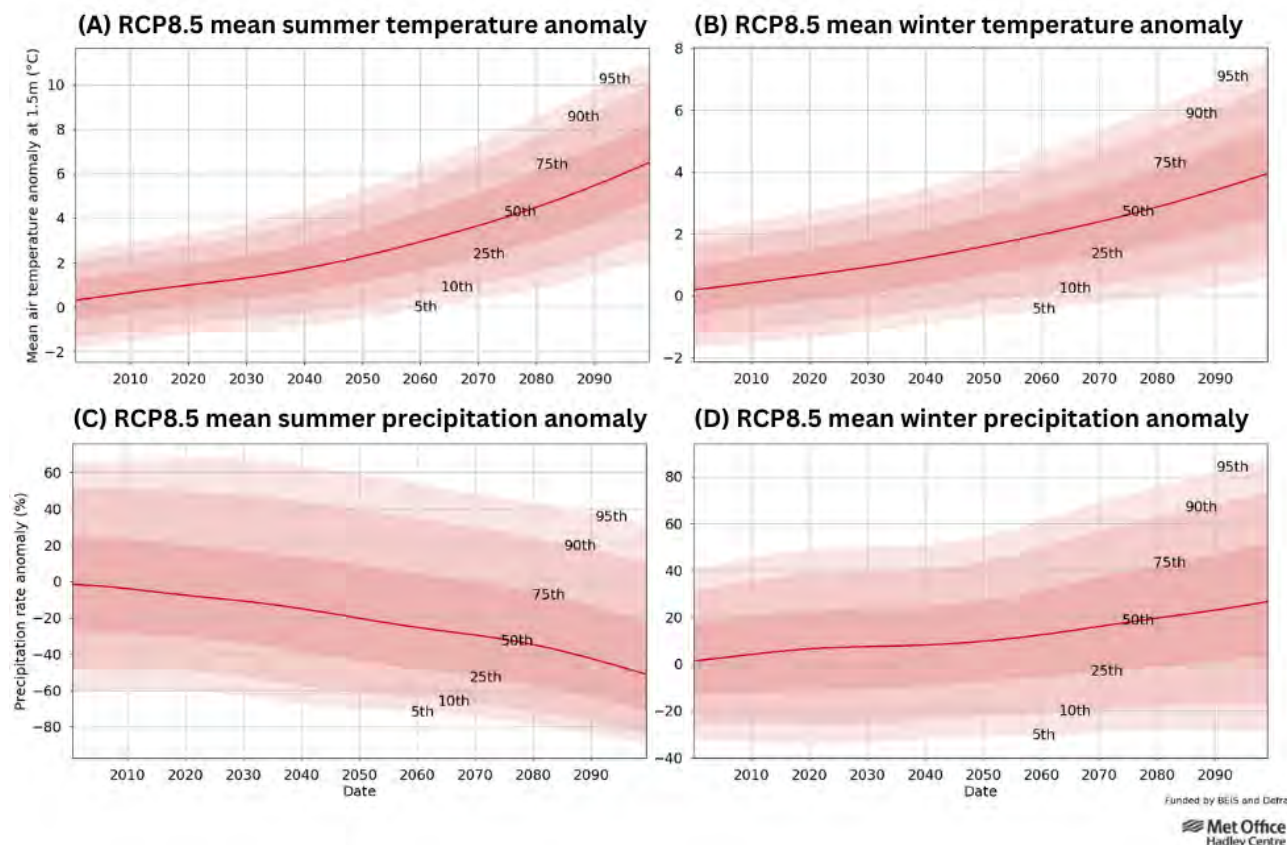 (A) RCP8.5 mean summer temperature anomaly
Mean air temperature anomaly at 1.5m (°C)
10
8
6
4
2
0
−2
95th
90th
75th
50th
25th
10th
5th
2010 2020 2030 2040 2050 2060 2070 2080 2090
(B) RCP8.5 mean winter temperature anomaly
8
6
4
2
0
−2
95th
90th
75th
50th
25th
10th
5th
2010 2020 2030 2040 2050 2060 2070 2080 2090
(C) RCP8.5 mean summer precipitation anomaly
Precipitation rate anomaly (%)
60
40
20
0
−20
−40
−60
−80
95th
90th
75th
50th
25th
10th
5th
2010 2020 2030 2040 2050 2060 2070 2080 2090
Date
(D) RCP8.5 mean winter precipitation anomaly
80
60
40
20
0
−20
−40
95th
90th
75th
50th
25th
10th
5th
2010 2020 2030 2040 2050 2060 2070 2080 2090
Date
Funded by BEIS and Defra
Met Office
Hadley Centre